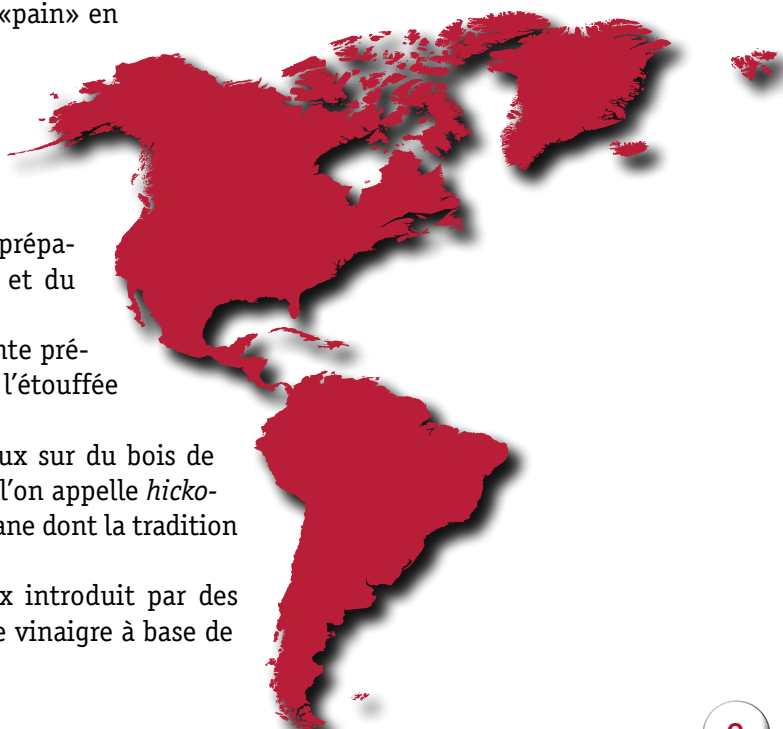 «pain» en
prépa-
et du
nte pré-
l’étouffée
ux sur du bois de
l’on appelle hicko-
ane dont la tradition
x introduit par des
e vinaigre à base de